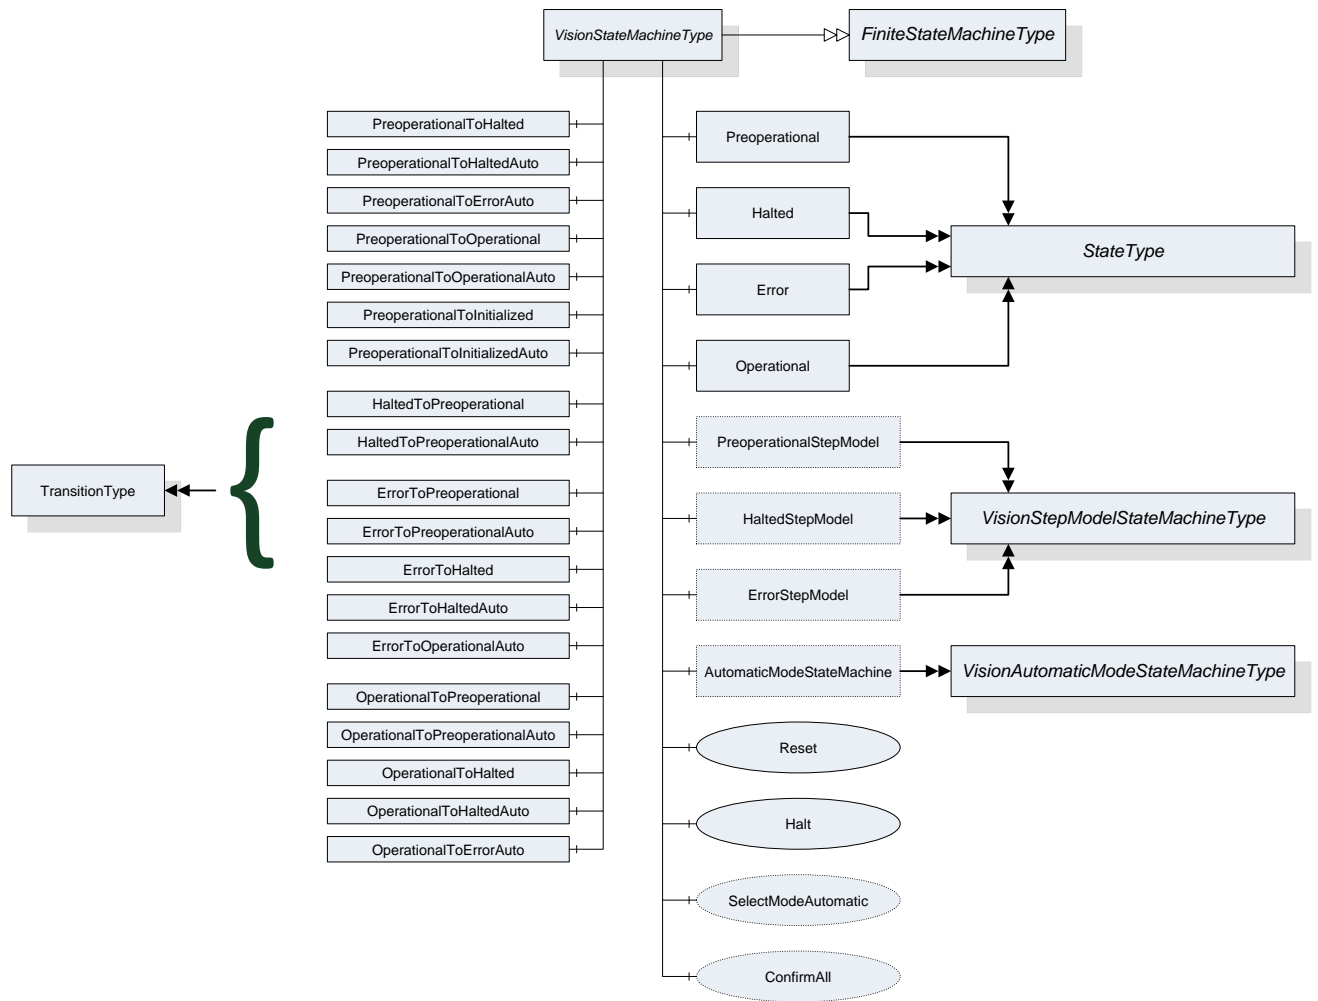 VisionStateMachineType
FiniteStateMachineType
PreoperationalToHalted
PreoperationalToHaltedAuto
PreoperationalToErrorAuto
PreoperationalToOperational
PreoperationalToOperationalAuto
PreoperationalToInitialized
PreoperationalToInitializedAuto
HaltedToPreoperational
HaltedToPreoperationalAuto
TransitionType
{
ErrorToPreoperational
ErrorToPreoperationalAuto
ErrorToHalted
ErrorToHaltedAuto
ErrorToOperationalAuto
OperationalToPreoperational
OperationalToPreoperationalAuto
OperationalToHalted
OperationalToHaltedAuto
OperationalToErrorAuto
Preoperational
Halted
Error
Operational
StateType
PreoperationalStepModel
HaltedStepModel
ErrorStepModel
VisionStepModelStateMachineType
AutomaticModeStateMachine
VisionAutomaticModeStateMachineType
Reset
Halt
SelectModeAutomatic
ConfirmAll